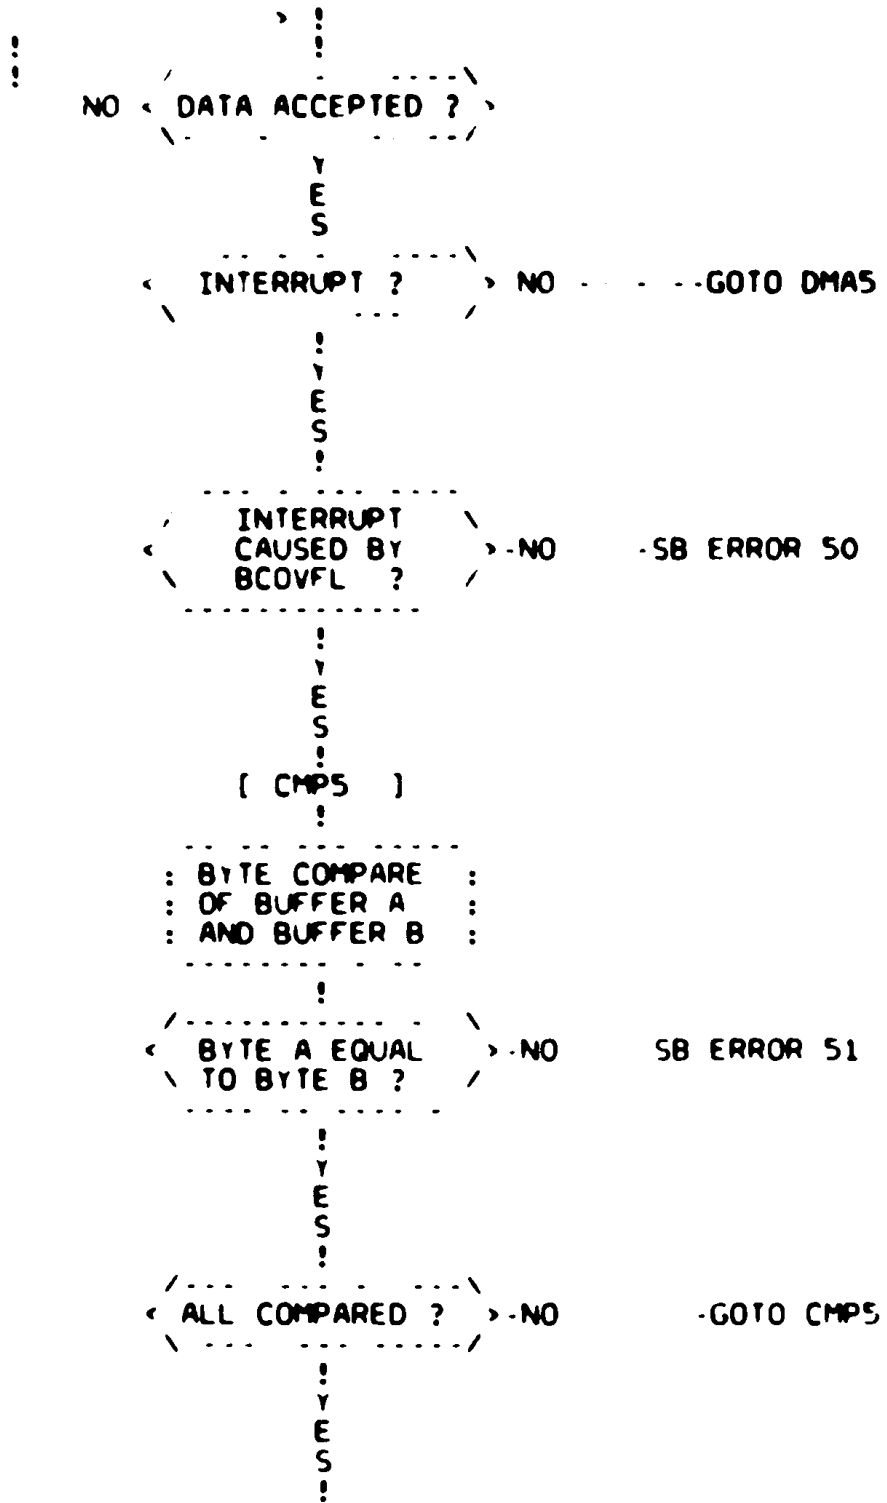 NO < DATA ACCEPTED ? >
Y
E
S
< INTERRUPT ? > NO - - - -GOTO DMA5
!
Y
E
S
!
INTERRUPT
< CAUSED BY > -NO -SB ERROR 50
BCOVFL ?
!
Y
E
S
!
[ CMP5 ]
!
: BYTE COMPARE :
: OF BUFFER A :
: AND BUFFER B :
!
< BYTE A EQUAL > -NO SB ERROR 51
TO BYTE B ?
!
Y
E
S
!
< ALL COMPARED ? > -NO -GOTO CMP5
!
Y
E
S
!